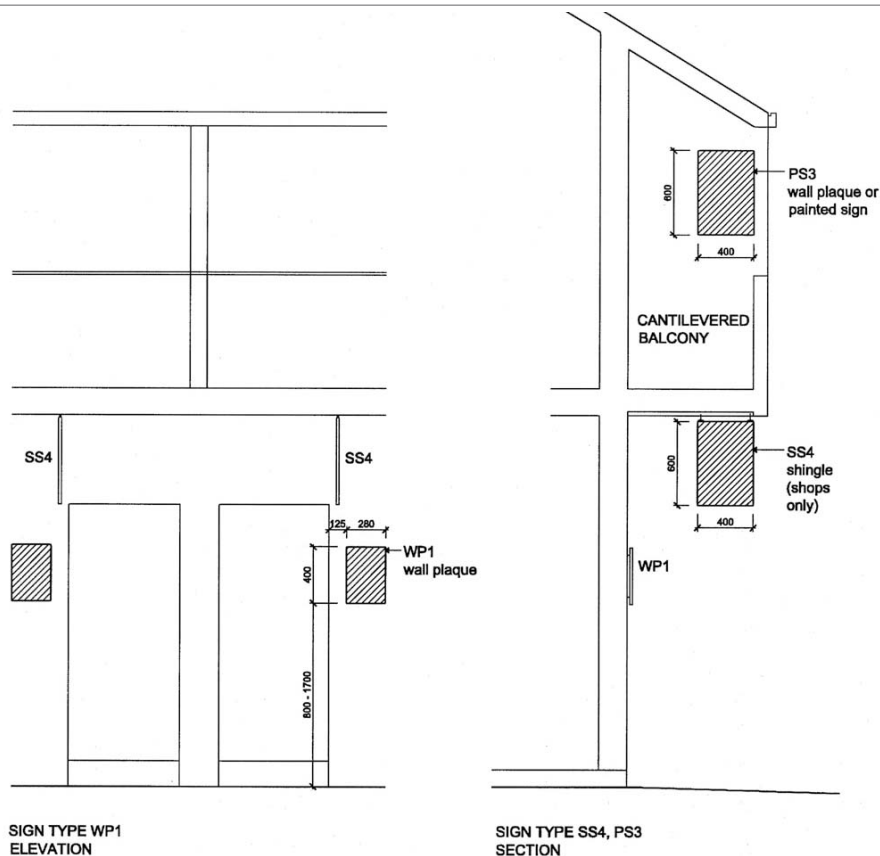 SS4
SS4
125
280
400
WP1
wall plaque
800 - 1700
SIGN TYPE WP1
ELEVATION
600
400
PS3
wall plaque or
painted sign
CANTILEVERED
BALCONY
600
400
SS4
shingle
(shops
only)
WP1
SIGN TYPE SS4, PS3
SECTION